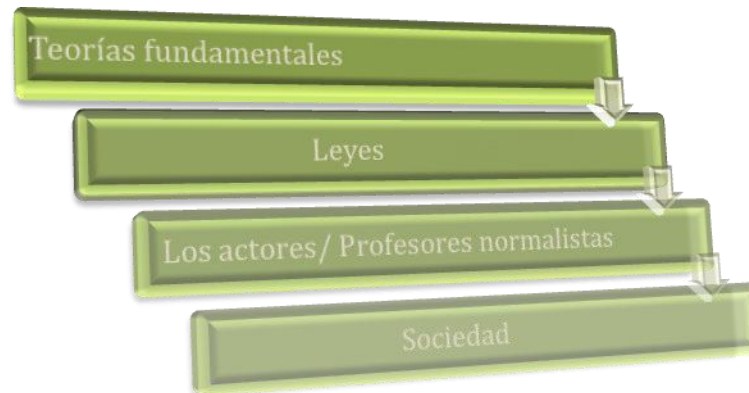 Teorías fundamentales
Leyes
Los actores/ Profesores normalistas
Sociedad